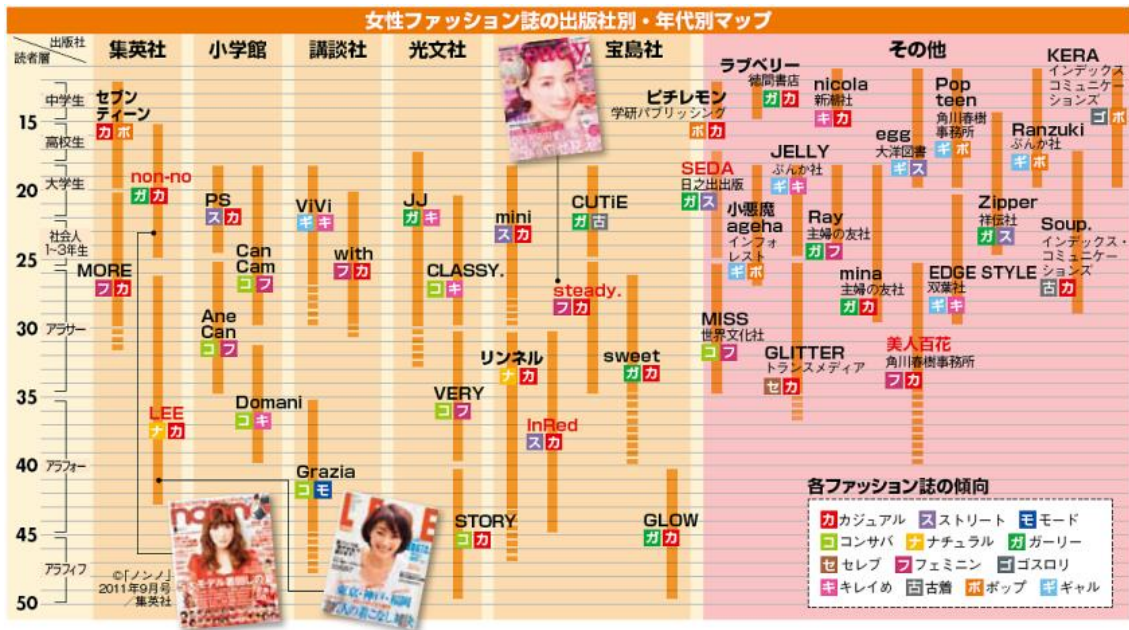 女性ファッション誌の出版社別・年代別マップ
出版社
読者層
集英社
小学館
講談社
光文社
宝島社
その他
中学生
15
高校生
大学生
20
社会人
1~3年生
25
アラサー
30
35
アラフォー
40
45
アラフィフ
50
セブン
ティーン
カ ポ
non-no
ガ カ
MORE
フ カ
LEE
ナ カ
©「ノンノ」
2011年9月号
/集英社
PS
ス カ
Can
Cam
コ フ
Ane
Can
コ フ
Domani
コ キ
ViVi
ギ キ
with
フ カ
Grazia
コ モ
JJ
ガ キ
CLASSY.
コ キ
VERY
コ フ
STORY
コ カ
mini
ス カ
CUTiE
ガ 古
steady.
フ カ
リンネル
ナ カ
sweet
ガ カ
InRed
ス カ
GLOW
ガ カ
ピチレモン
学研パブリッシング
ポ カ
ラブベリー
徳間書店
ガ カ
nicola
新潮社
キ カ
Pop
teen
角川春樹
事務所
ギ ポ
KERA
インデックス
コミュニケー
ションズ
ゴ ポ
egg
大洋図書
ギ ス
Ranzuki
ぶんか社
ギ ポ
SEDA
日之出出版
ガ ス
JELLY
ぶんか社
ギ キ
小悪魔
ageha
インフォ
レスト
ギ ポ
Ray
主婦の友社
ガ フ
Zipper
祥伝社
ガ ス
Soup.
インデックス・
コミュニケー
ションズ
古 カ
mina
主婦の友社
ガ カ
EDGE STYLE
双葉社
ギ キ
MISS
世界文化社
コ フ
GLITTER
トランスメディア
セ カ
美人百花
角川春樹事務所
フ カ
各ファッション誌の傾向
カ カジュアル ス ストリート モ モード
コ コンサバ ナ ナチュラル ガ ガーリー
セ セレブ フ フェミニン ゴ ゴスロリ
キ キレイめ 古 古着 ポ ポップ ギ ギャル
non-no
LEE
東京・神戸・福岡